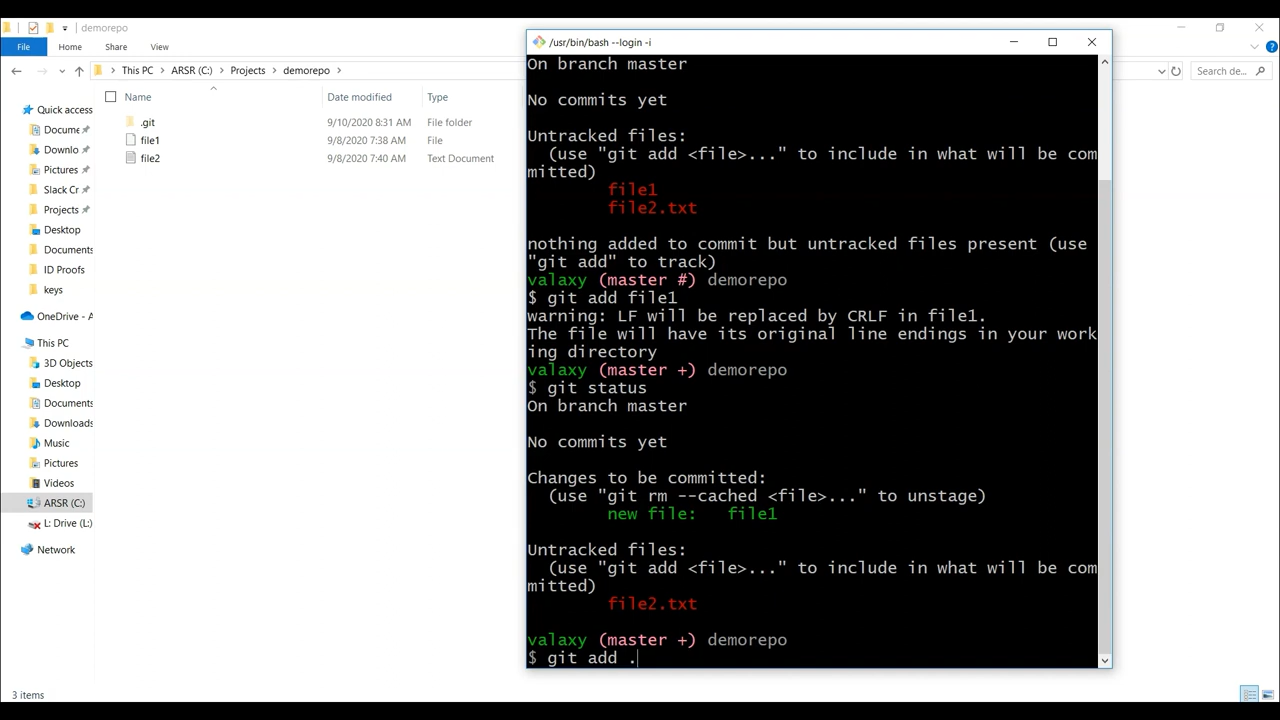 demorepo
File Home Share View
This PC ARSR (C:) Projects demorepo
Search de...
Quick access
Docume
Downlo
Pictures
Slack Cr
Projects
Desktop
Documents
ID Proofs
keys
OneDrive - A
This PC
3D Objects
Desktop
Documents
Downloads
Music
Pictures
Videos
ARSR (C:)
L: Drive (L:)
Network
Name Date modified Type
.git 9/10/2020 8:31 AM File folder
file1 9/8/2020 7:38 AM File
file2 9/8/2020 7:40 AM Text Document
3 items
/usr/bin/bash --login -i
On branch master
No commits yet
Untracked files:
(use "git add <file>..." to include in what will be com
mitted)
file1
file2.txt
nothing added to commit but untracked files present (use
"git add" to track)
valaxy (master #) demorepo
$ git add file1
warning: LF will be replaced by CRLF in file1.
The file will have its original line endings in your work
ing directory
valaxy (master +) demorepo
$ git status
On branch master
No commits yet
Changes to be committed:
(use "git rm --cached <file>..." to unstage)
new file: file1
Untracked files:
(use "git add <file>..." to include in what will be com
mitted)
file2.txt
valaxy (master +) demorepo
$ git add .